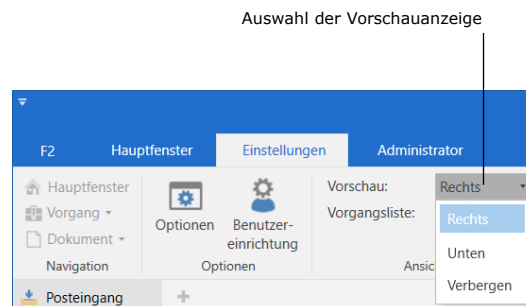 Auswahl der Vorschauanzeige
F2 Hauptfenster Einstellungen Administrator
Hauptfenster
Vorgang
Dokument
Navigation
Optionen
Benutzer-
einrichtung
Optionen
Vorschau: Rechts
Vorgangsliste:
Rechts
Unten
Verbergen
Ansic
Posteingang